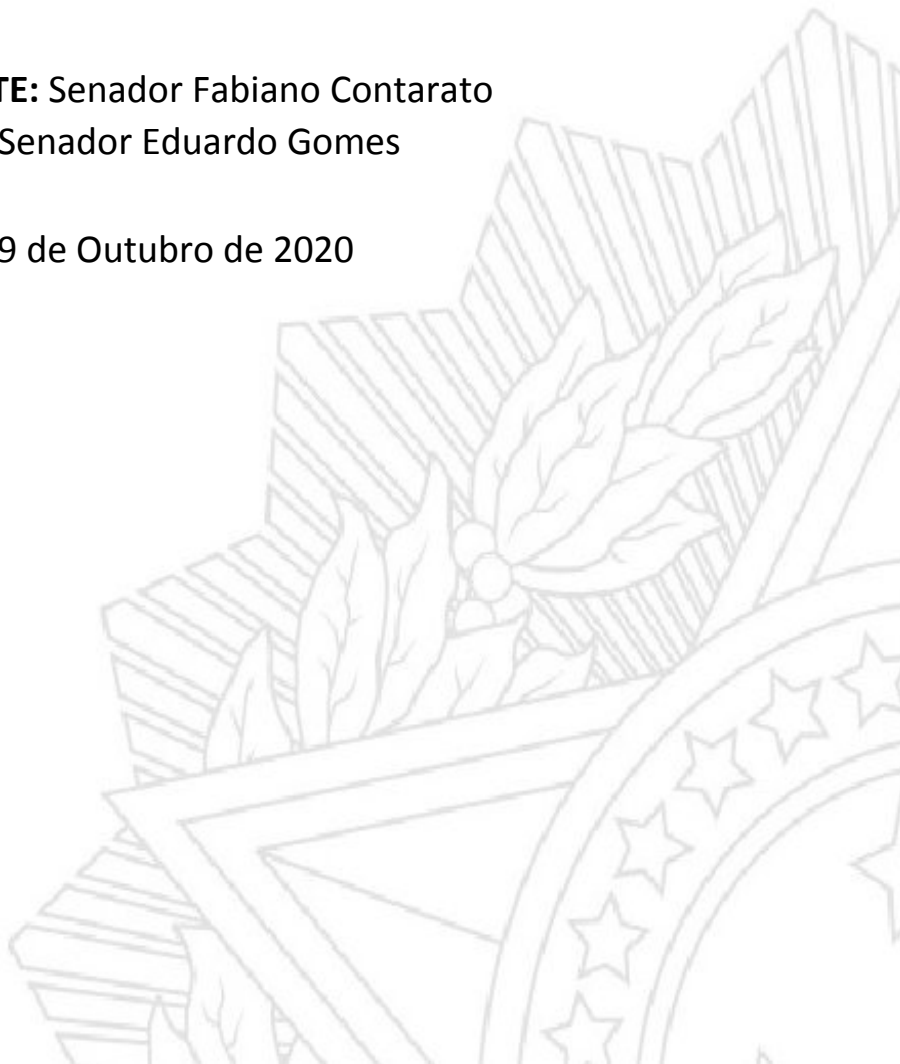 TE: Senador Fabiano Contarato
Senador Eduardo Gomes
9 de Outubro de 2020